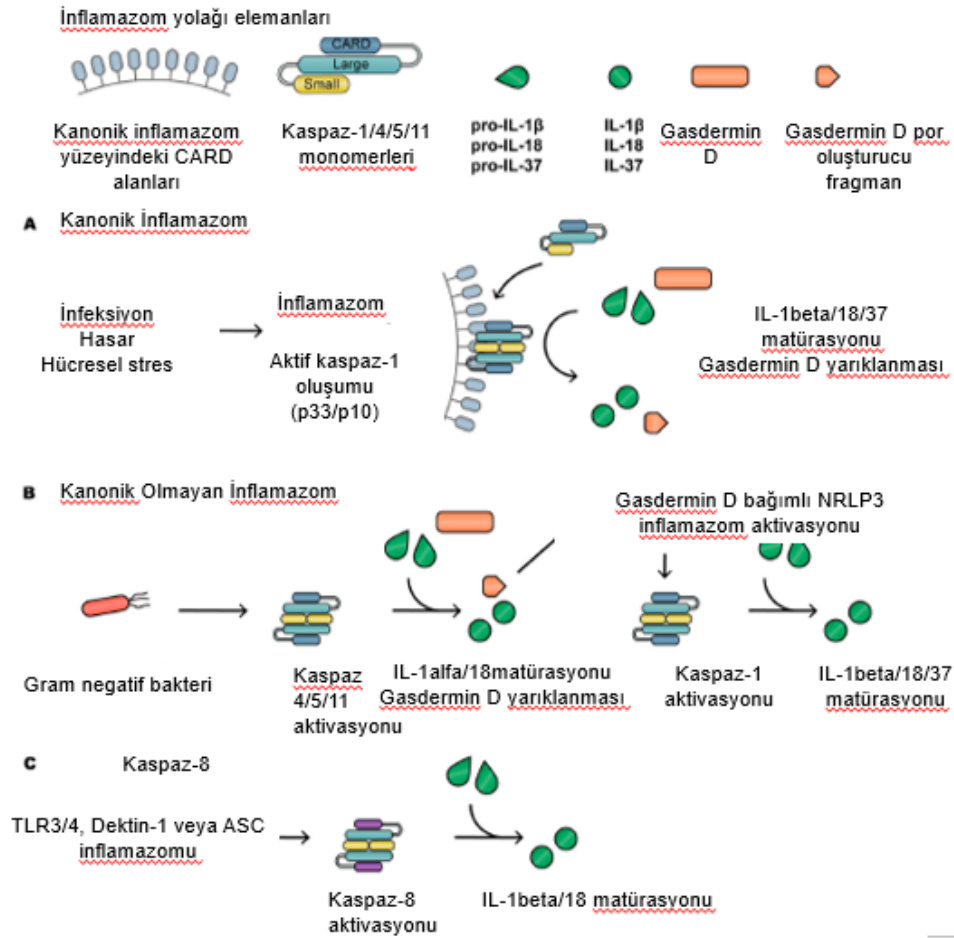 İnflamazom yolağı elemanları
CARD
Large
Small
Kanonik inflamazom
yüzeyindeki CARD
alanları
Kaspaz-1/4/5/11
monomerleri
pro-IL-1β
pro-IL-18
pro-IL-37
IL-1β
IL-18
IL-37
Gasdermin
D
Gasdermin D por
oluşturucu
fragman
A Kanonik İnflamazom
İnfeksiyon
Hasar
Hücresel stres
İnflamazom
Aktif kaspaz-1
oluşumu
(p33/p10)
IL-1beta/18/37
matürasyonu
Gasdermin D yarıklanması
B Kanonik Olmayan İnflamazom
Gasdermin D bağımlı NRLP3
inflamazom aktivasyonu
Gram negatif bakteri
Kaspaz
4/5/11
aktivasyonu
IL-1alfa/18matürasyonu
Gasdermin D yarıklanması
Kaspaz-1
aktivasyonu
IL-1beta/18/37
matürasyonu
C Kaspaz-8
TLR3/4, Dektin-1 veya ASC
inflamazomu
Kaspaz-8
aktivasyonu
IL-1beta/18 matürasyonu